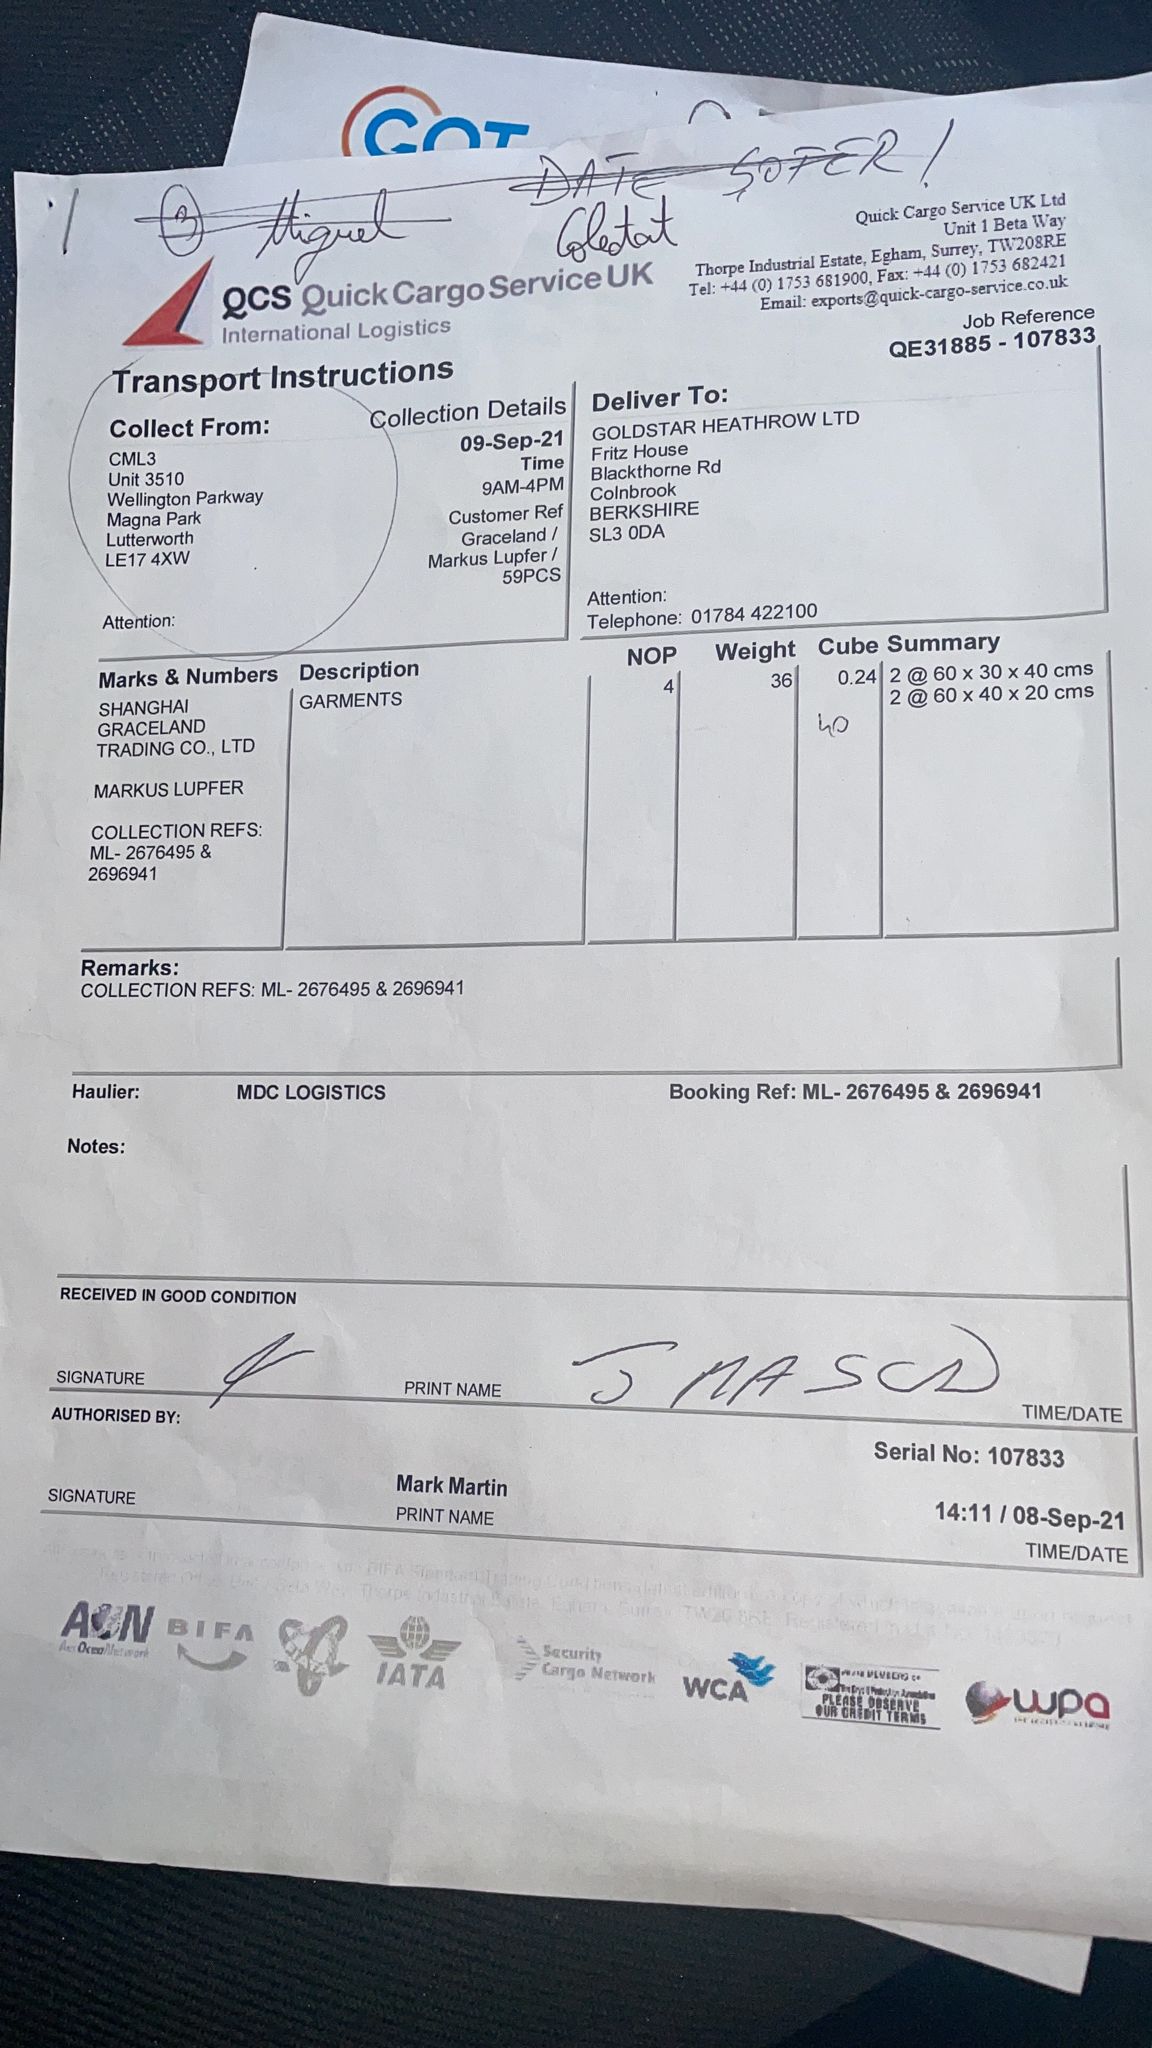 GOT
DATE SOFER!
3 Miguel Colectat
Quick Cargo Service UK Ltd
Unit 1 Beta Way
Thorpe Industrial Estate, Egham, Surrey, TW208RE
Tel: +44 (0) 1753 681900, Fax: +44 (0) 1753 682421
Email: exports@quick-cargo-service.co.uk
QCS Quick Cargo Service UK
International Logistics
Job Reference
QE31885 - 107833
Transport Instructions
Collect From:
CML3
Unit 3510
Wellington Parkway
Magna Park
Lutterworth
LE17 4XW
Attention:
Collection Details
09-Sep-21
Time
9AM-4PM
Customer Ref
Graceland /
Markus Lupfer /
59PCS
Deliver To:
GOLDSTAR HEATHROW LTD
Fritz House
Blackthorne Rd
Colnbrook
BERKSHIRE
SL3 0DA
Attention:
Telephone: 01784 422100
Marks & Numbers Description NOP Weight Cube Summary
SHANGHAI GARMENTS 4 36 0.24 2 @ 60 x 30 x 40 cms
GRACELAND 2 @ 60 x 40 x 20 cms
TRADING CO., LTD 40
MARKUS LUPFER
COLLECTION REFS:
ML- 2676495 &
2696941
Remarks:
COLLECTION REFS: ML- 2676495 & 2696941
Haulier: MDC LOGISTICS Booking Ref: ML- 2676495 & 2696941
Notes:
RECEIVED IN GOOD CONDITION
SIGNATURE PRINT NAME J MASCA TIME/DATE
AUTHORISED BY:
Serial No: 107833
Mark Martin
SIGNATURE PRINT NAME
14:11 / 08-Sep-21
TIME/DATE
AON BIFA IATA Security
Cargo Network WCA
PLEASE OBSERVE
OUR CREDIT TERMS
wpa